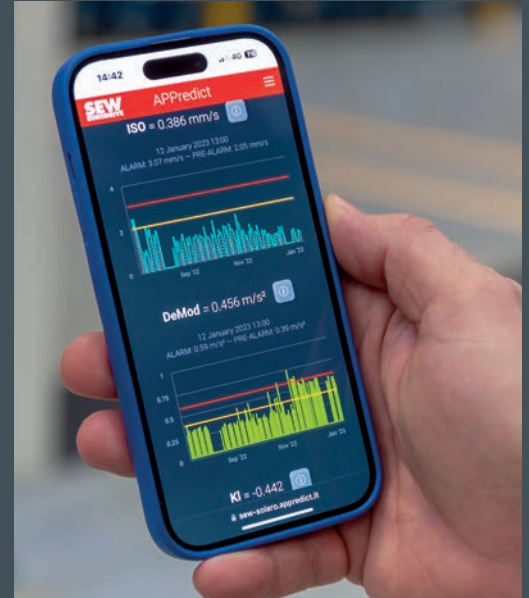 14:42
4G
SEW
EURODRIVE
APPredict
ISO = 0.386 mm/s
12 January 2023 13:00
ALARM: 3.07 mm/s — PRE-ALARM: 2.05 mm/s
4
2
0
Sep '22
Nov '22
Jan '23
DeMod = 0.456 m/s²
12 January 2023 13:00
ALARM: 0.59 m/s² — PRE-ALARM: 0.39 m/s²
1
0.75
0.5
0.25
0
Sep '22
Nov '22
Jan '23
KI = -0.442
sew-solaro.appredict.it